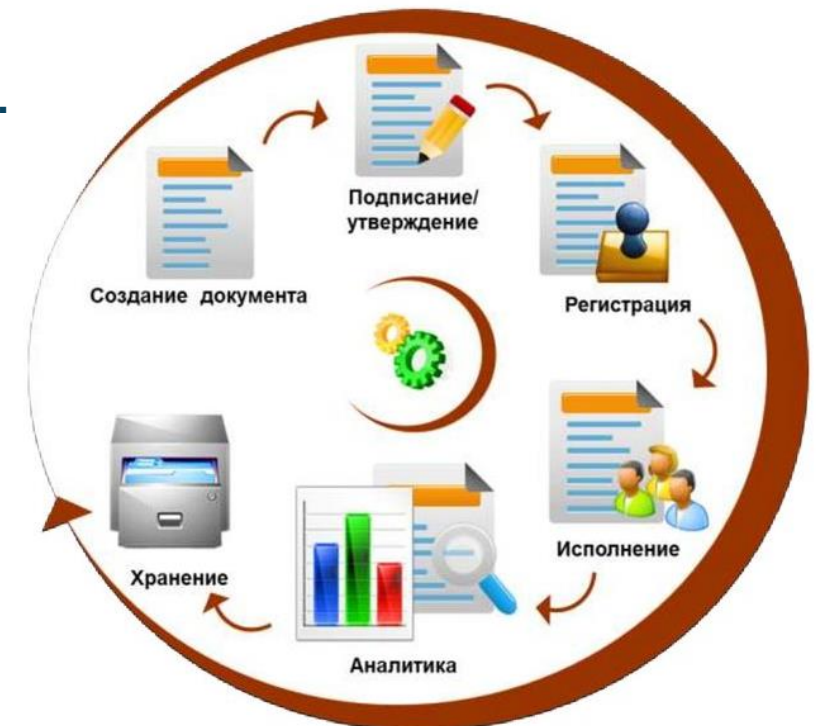 Создание документа
Подписание/
утверждение
Регистрация
Исполнение
Аналитика
Хранение